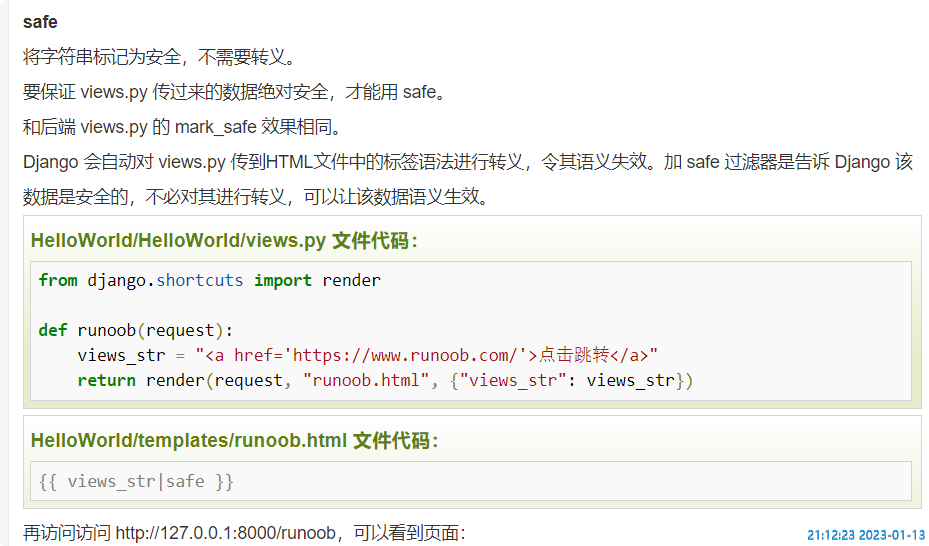 safe
将字符串标记为安全，不需要转义。
要保证 views.py 传过来的数据绝对安全，才能用 safe。
和后端 views.py 的 mark_safe 效果相同。
Django 会自动对 views.py 传到HTML文件中的标签语法进行转义，令其语义失效。加 safe 过滤器是告诉 Django 该
数据是安全的，不必对其进行转义，可以让该数据语义生效。
HelloWorld/HelloWorld/views.py 文件代码：
from django.shortcuts import render
def runoob(request):
    views_str = "<a href='https://www.runoob.com/'>点击跳转</a>"
    return render(request, "runoob.html", {"views_str": views_str})
HelloWorld/templates/runoob.html 文件代码：
{{ views_str|safe }}
再访问访问 http://127.0.0.1:8000/runoob，可以看到页面：
21:12:23 2023-01-13